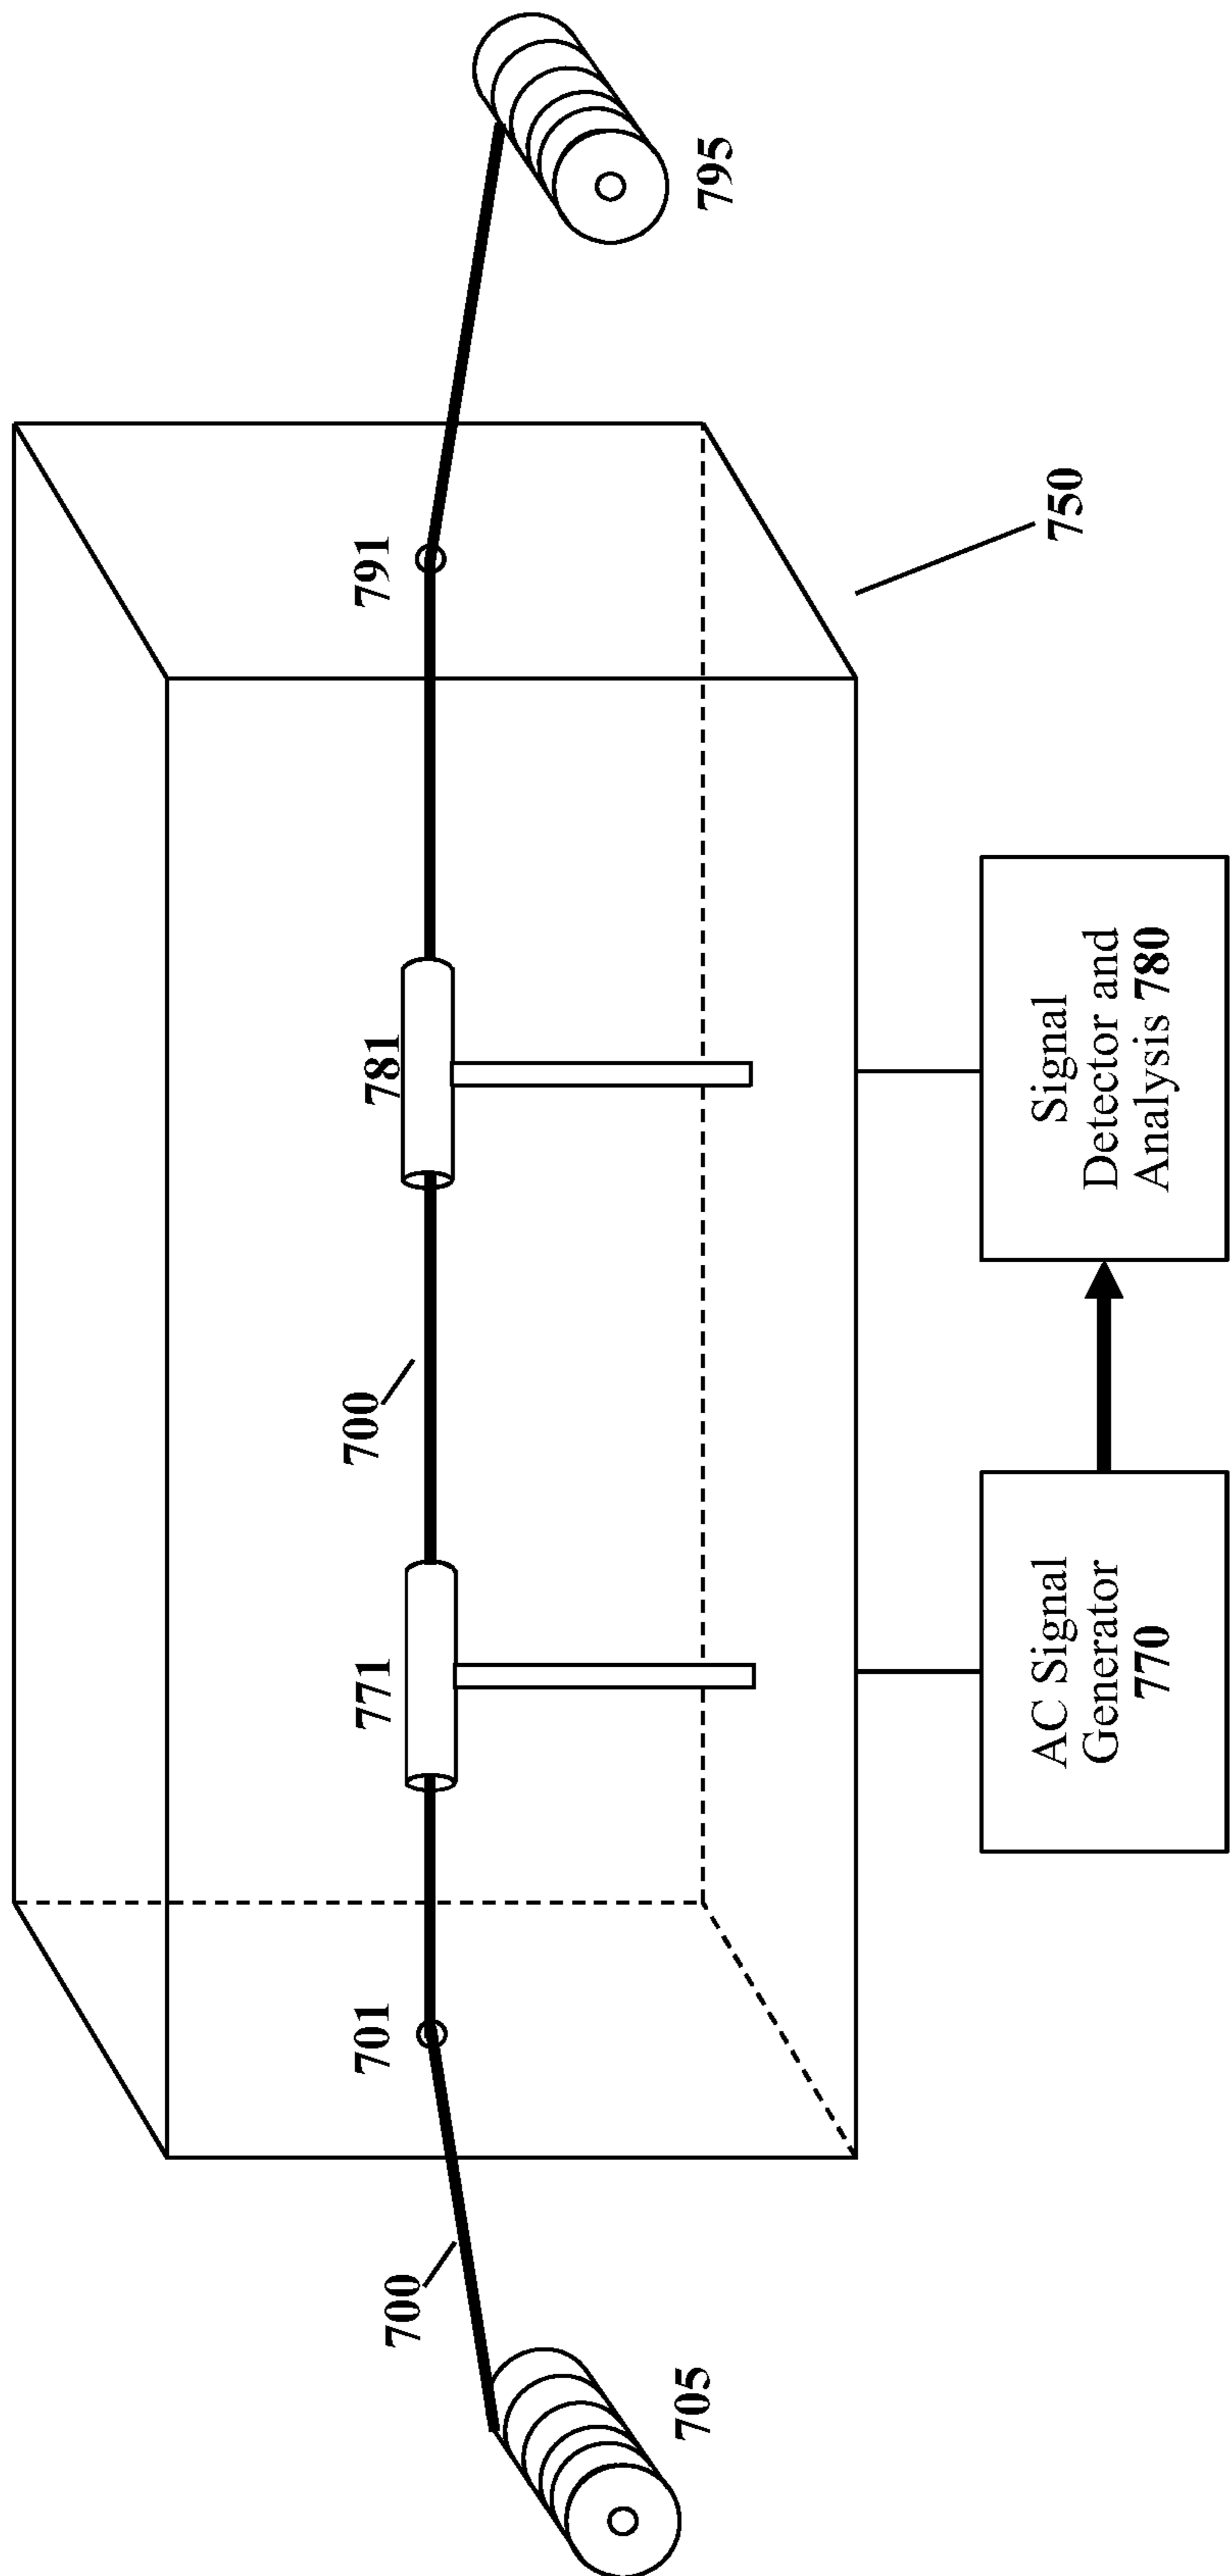 701
771
700
781
791
700
705
795
750
AC Signal
Generator
770
Signal
Detector and
Analysis 780